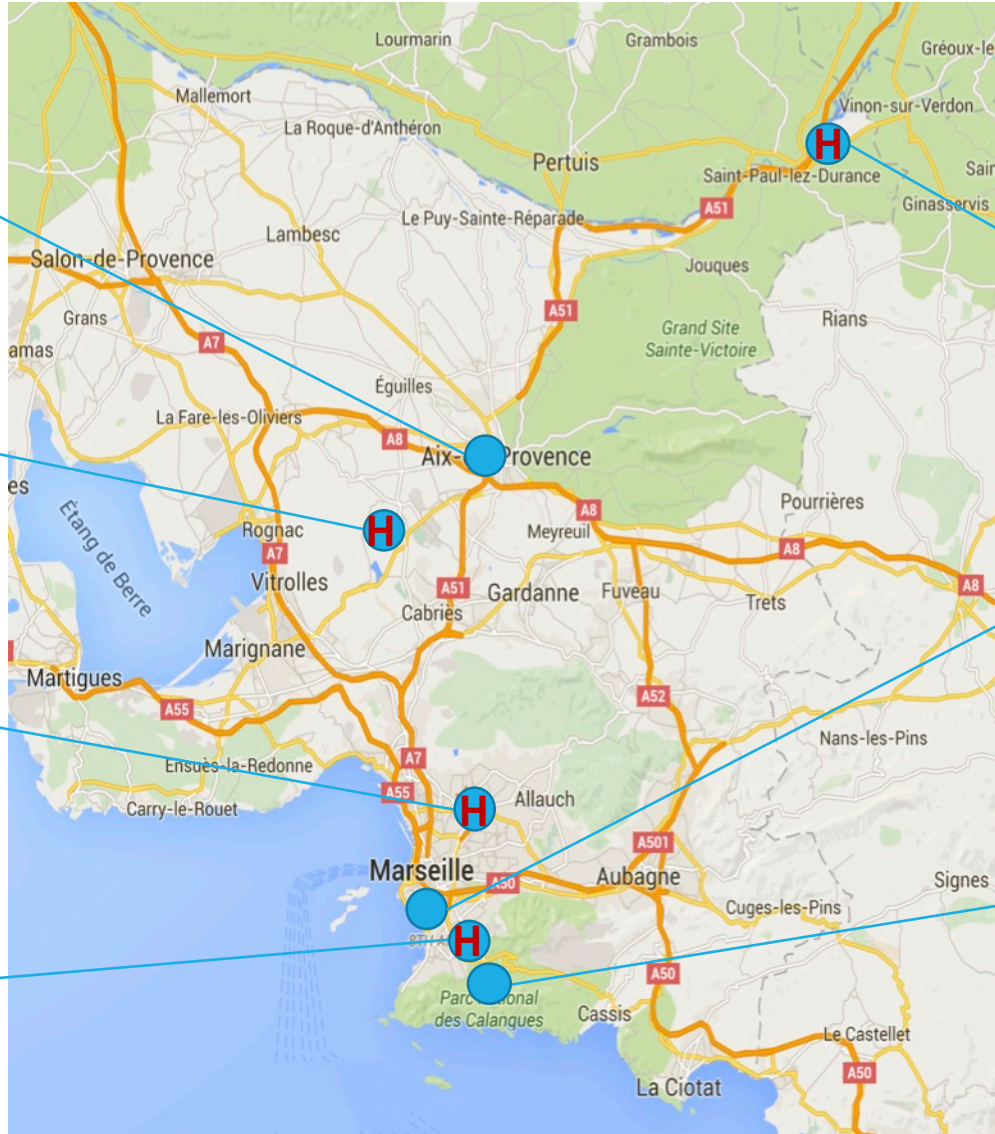 Lourmarin
Grambois
Gréoux-le
Mallemort
Vinon-sur-Verdon
La Roque-d'Anthéron
H
Pertuis
Saint-Paul-lez-Durance
Ginasservis
A51
Le Puy-Sainte-Réparade
Lambesc
Salon-de-Provence
Jouques
A51
Grans
Rians
Grand Site
Sainte-Victoire
A7
amas
Éguilles
La Fare-les-Oliviers
A8
Aix- Provence
es
Pourrières
Étang de Berre
A8
H
Rognac
Meyreuil
A8
A7
Vitrolles
A51
Gardanne
Fuveau
A8
Trets
Cabriès
Marignane
Martigues
A52
A55
Nans-les-Pins
A7
Ensuès-la-Redonne
A55
Allauch
Carry-le-Rouet
H
A501
Marseille
A50
Aubagne
Signes
Cuges-les-Pins
H
A50
Parc National
des Calanques
Cassis
Le Castellet
A50
La Ciotat